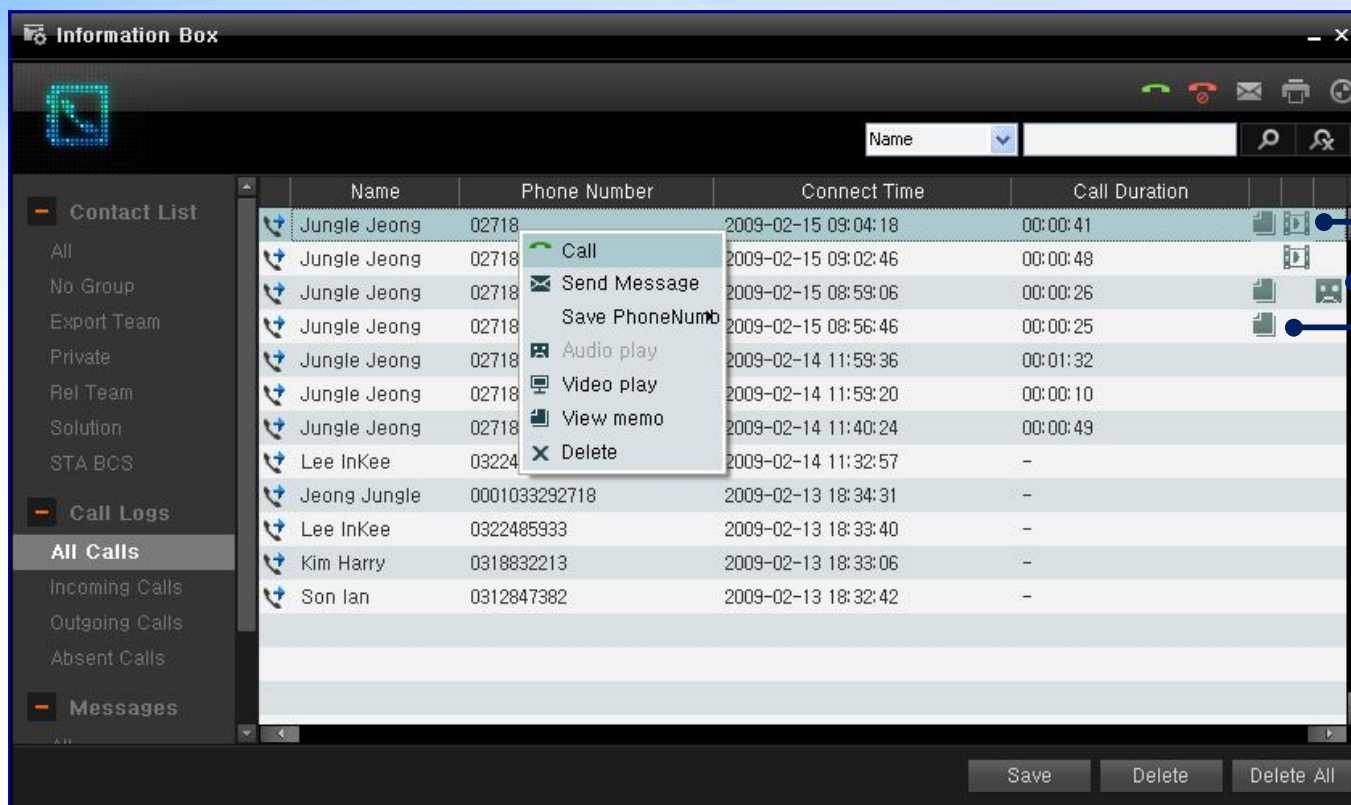 Information Box
Name
Name Phone Number Connect Time Call Duration
Contact List
All
No Group
Export Team
Private
Rel Team
Solution
STA BCS
Call Logs
All Calls
Incoming Calls
Outgoing Calls
Absent Calls
Messages
Jungle Jeong 02718 2009-02-15 09:04:18 00:00:41
Jungle Jeong 02718 2009-02-15 09:02:46 00:00:48
Jungle Jeong 02718 2009-02-15 08:59:06 00:00:26
Jungle Jeong 02718 2009-02-15 08:56:46 00:00:25
Jungle Jeong 02718 2009-02-14 11:59:36 00:01:32
Jungle Jeong 02718 2009-02-14 11:59:20 00:00:10
Jungle Jeong 02718 2009-02-14 11:40:24 00:00:49
Lee InKee 03224 2009-02-14 11:32:57 -
Jeong Jungle 0001033292718 2009-02-13 18:34:31 -
Lee InKee 0322485933 2009-02-13 18:33:40 -
Kim Harry 0318832213 2009-02-13 18:33:06 -
Son Ian 0312847382 2009-02-13 18:32:42 -
Call
Send Message
Save PhoneNumb
Audio play
Video play
View memo
Delete
Save Delete Delete All